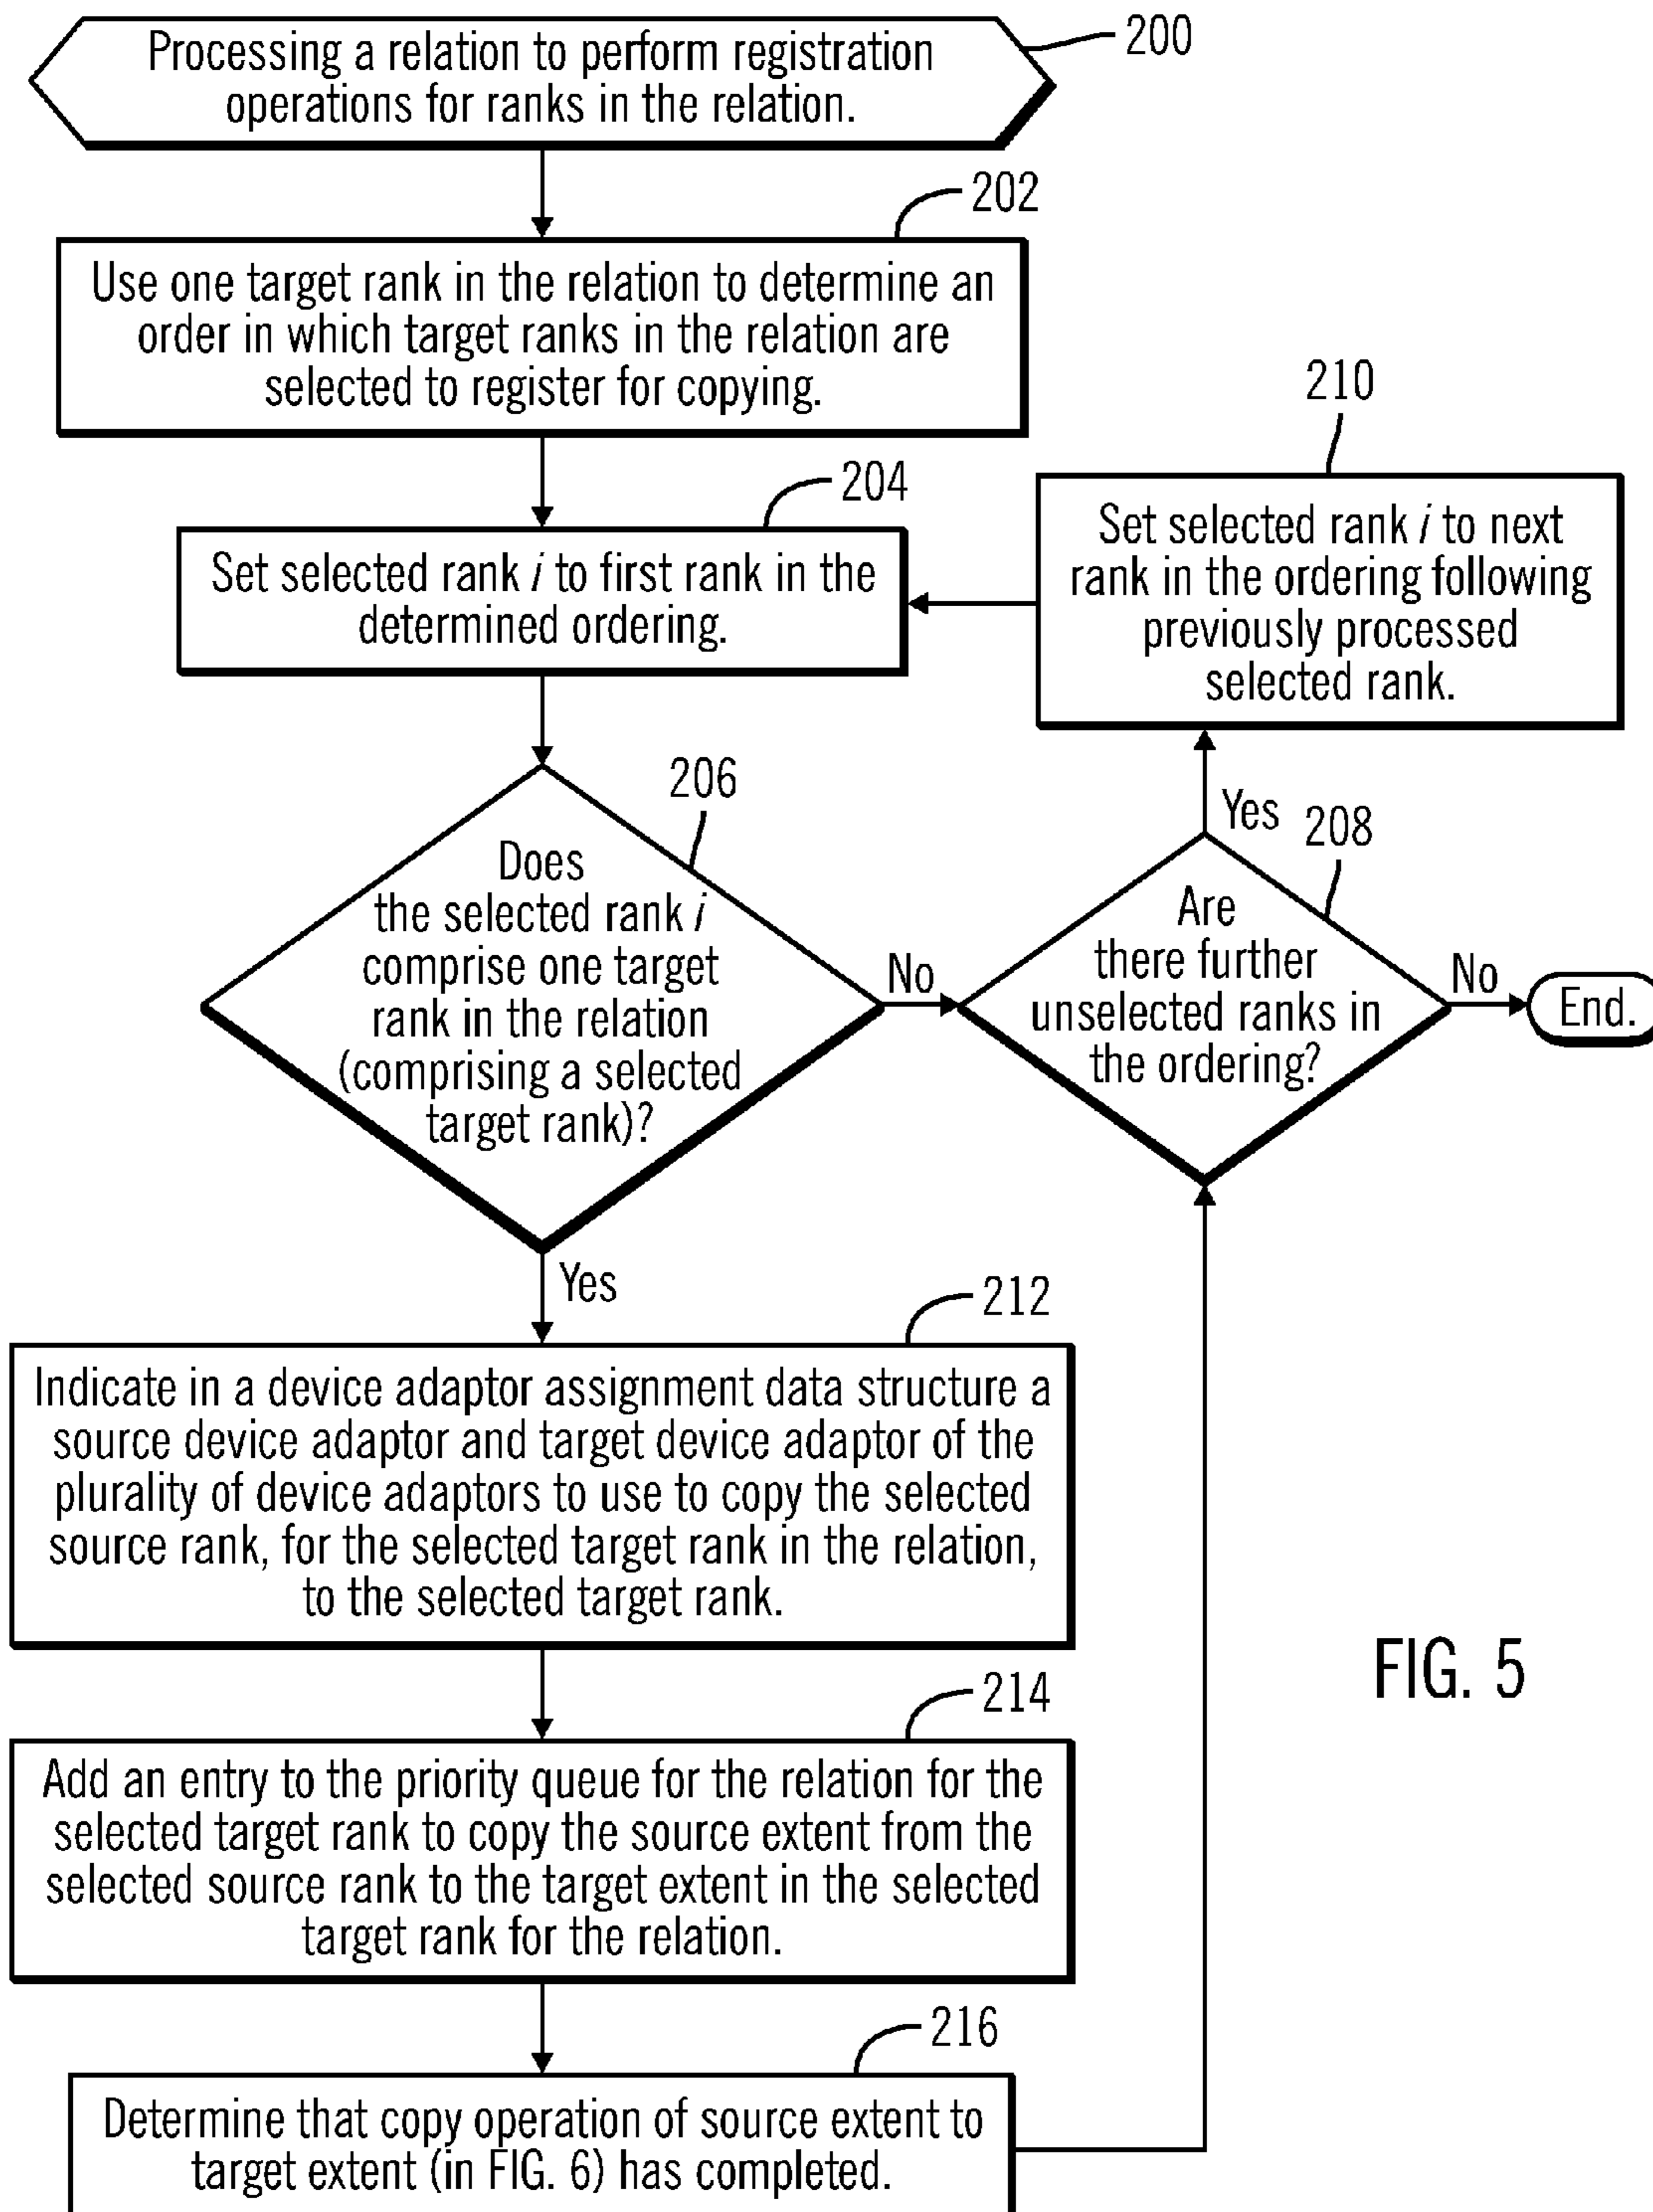 Processing a relation to perform registration
operations for ranks in the relation.
200
202
Use one target rank in the relation to determine an
order in which target ranks in the relation are
selected to register for copying.
204
Set selected rank i to first rank in the
determined ordering.
210
Set selected rank i to next
rank in the ordering following
previously processed
selected rank.
206
Does
the selected rank i
comprise one target
rank in the relation
(comprising a selected
target rank)?
No
Yes
208
Are
there further
unselected ranks in
the ordering?
Yes
No
End.
212
Indicate in a device adaptor assignment data structure a
source device adaptor and target device adaptor of the
plurality of device adaptors to use to copy the selected
source rank, for the selected target rank in the relation,
to the selected target rank.
214
Add an entry to the priority queue for the relation for the
selected target rank to copy the source extent from the
selected source rank to the target extent in the selected
target rank for the relation.
216
Determine that copy operation of source extent to
target extent (in FIG. 6) has completed.
FIG. 5